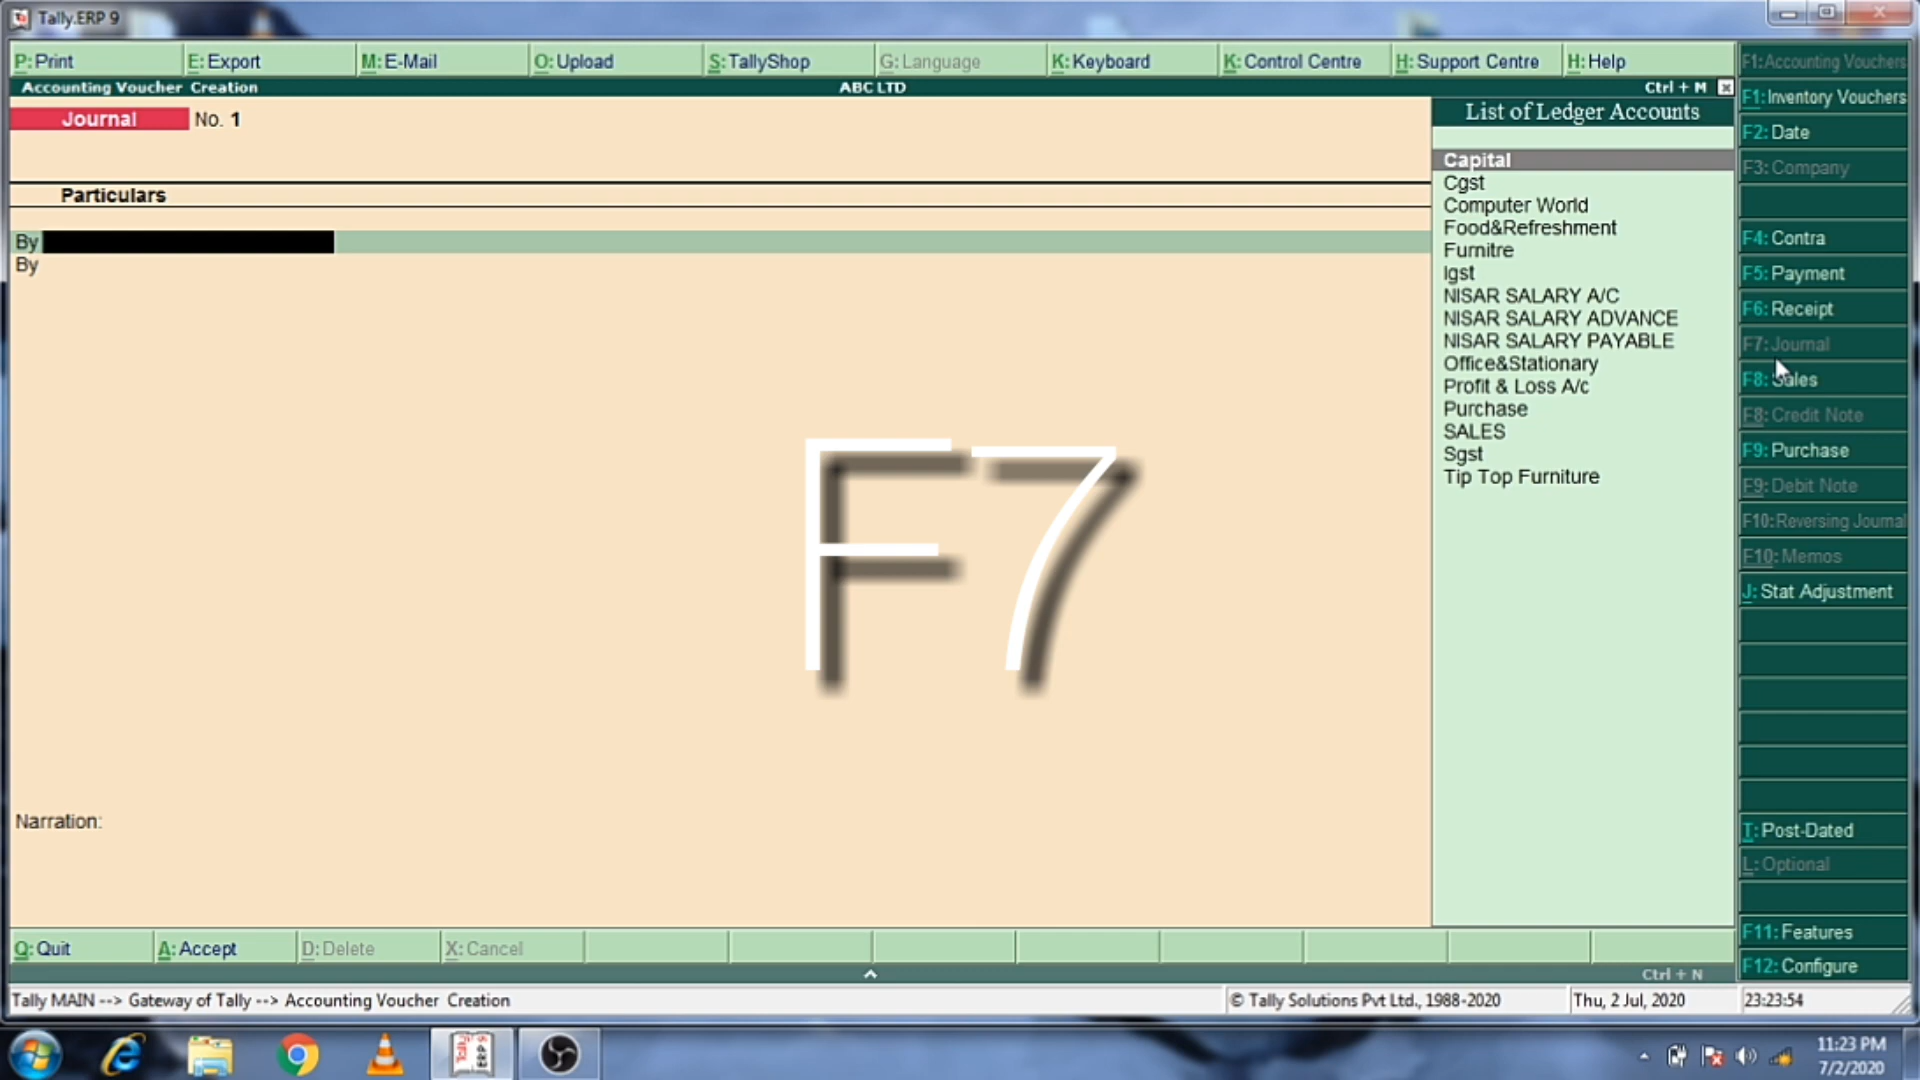 Tally.ERP 9
P: Print E: Export M: E-Mail O: Upload S: TallyShop G: Language K: Keyboard K: Control Centre H: Support Centre H: Help
Accounting Voucher Creation ABC LTD Ctrl + M
Journal No. 1
Particulars
By
By
F7
Narration:
List of Ledger Accounts
Capital
Cgst
Computer World
Food&Refreshment
Furnitre
Igst
NISAR SALARY A/C
NISAR SALARY ADVANCE
NISAR SALARY PAYABLE
Office&Stationary
Profit & Loss A/c
Purchase
SALES
Sgst
Tip Top Furniture
F1: Accounting Vouchers
F1: Inventory Vouchers
F2: Date
F3: Company
F4: Contra
F5: Payment
F6: Receipt
F7: Journal
F8: Sales
F8: Credit Note
F9: Purchase
F9: Debit Note
F10: Reversing Journal
F10: Memos
J: Stat Adjustment
T: Post-Dated
L: Optional
F11: Features
F12: Configure
Q: Quit A: Accept D: Delete X: Cancel
Ctrl + N
Tally MAIN --> Gateway of Tally --> Accounting Voucher Creation © Tally Solutions Pvt Ltd., 1988-2020 Thu, 2 Jul, 2020 23:23:54
11:23 PM
7/2/2020